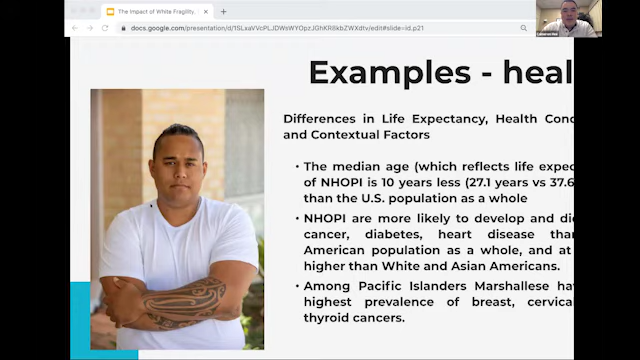 The Impact of White Fragility.
docs.google.com/presentation/d/1SLxaVVcPLJDWsWYOpzJGhKR8kbZWXdtv/edit#slide=id.p21
Examples - heal
Differences in Life Expectancy, Health Conc
and Contextual Factors
• The median age (which reflects life expec
of NHOPI is 10 years less (27.1 years vs 37.6
than the U.S. population as a whole
• NHOPI are more likely to develop and die
cancer, diabetes, heart disease tha
American population as a whole, and at
higher than White and Asian Americans.
• Among Pacific Islanders Marshallese ha
highest prevalence of breast, cervica
thyroid cancers.